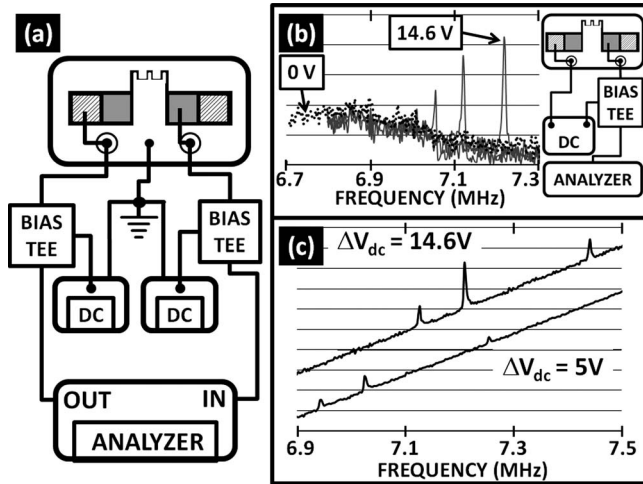 (a)
BIAS
TEE
BIAS
TEE
DC
DC
OUT
IN
ANALYZER
(b)
14.6 V
0 V
BIAS
TEE
DC
ANALYZER
6.7
6.9
7.1
7.3
FREQUENCY (MHz)
(c)
ΔVdc = 14.6V
ΔVdc = 5V
6.9
7.1
7.3
7.5
FREQUENCY (MHz)